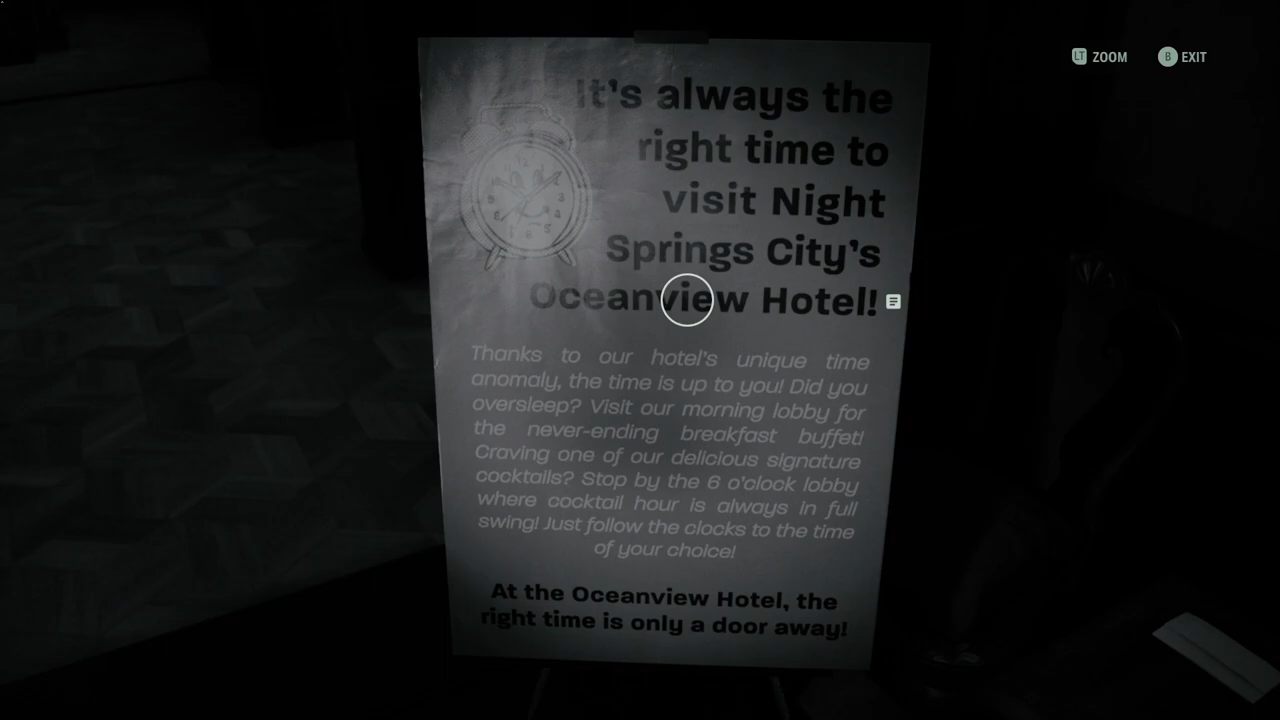 LT ZOOM B EXIT
It's always the
right time to
visit Night
Springs City's
Oceanview Hotel!
Thanks to our hotel's unique time
anomaly, the time is up to you! Did you
oversleep? Visit our morning lobby for
the never-ending breakfast buffet!
Craving one of our delicious signature
cocktails? Stop by the 6 o'clock lobby
where cocktail hour is always in full
swing! Just follow the clocks to the time
of your choice!
At the Oceanview Hotel, the
right time is only a door away!